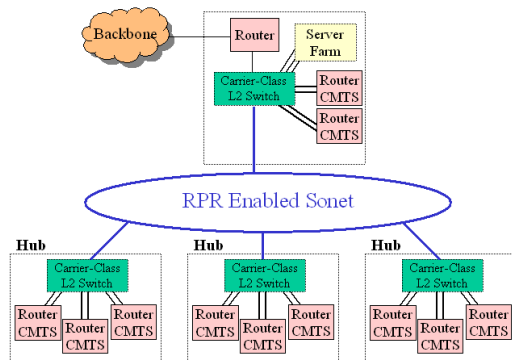 Backbone
Router
Server
Farm
Carrier-Class
L2 Switch
Router
CMTS
Router
CMTS
RPR Enabled Sonet
Hub
Carrier-Class
L2 Switch
Router
CMTS
Router
CMTS
Router
CMTS
Hub
Carrier-Class
L2 Switch
Router
CMTS
Router
CMTS
Router
CMTS
Hub
Carrier-Class
L2 Switch
Router
CMTS
Router
CMTS
Router
CMTS